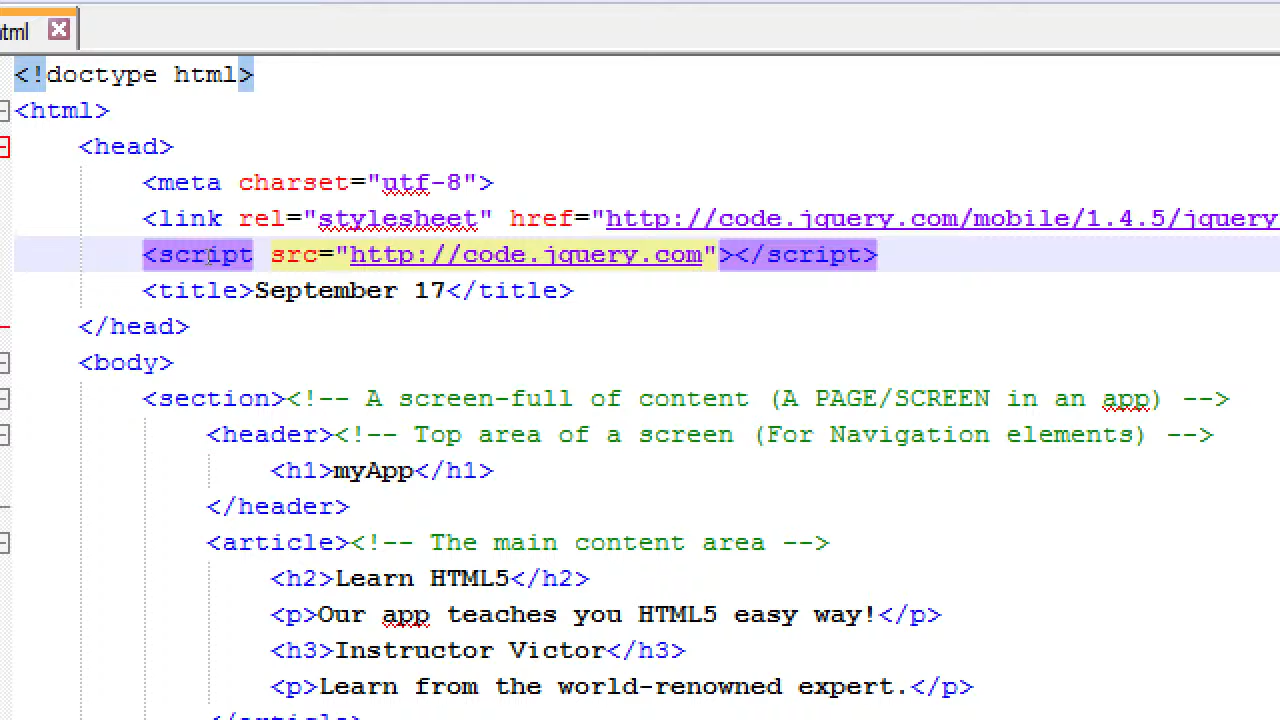 html
<!doctype html>
<html>
<head>
<meta charset="utf-8">
<link rel="stylesheet" href="http://code.jquery.com/mobile/1.4.5/jquery
<script src="http://code.jquery.com"></script>
<title>September 17</title>
</head>
<body>
<section><!-- A screen-full of content (A PAGE/SCREEN in an app) -->
<header><!-- Top area of a screen (For Navigation elements) -->
<h1>myApp</h1>
</header>
<article><!-- The main content area -->
<h2>Learn HTML5</h2>
<p>Our app teaches you HTML5 easy way!</p>
<h3>Instructor Victor</h3>
<p>Learn from the world-renowned expert.</p>
</article>